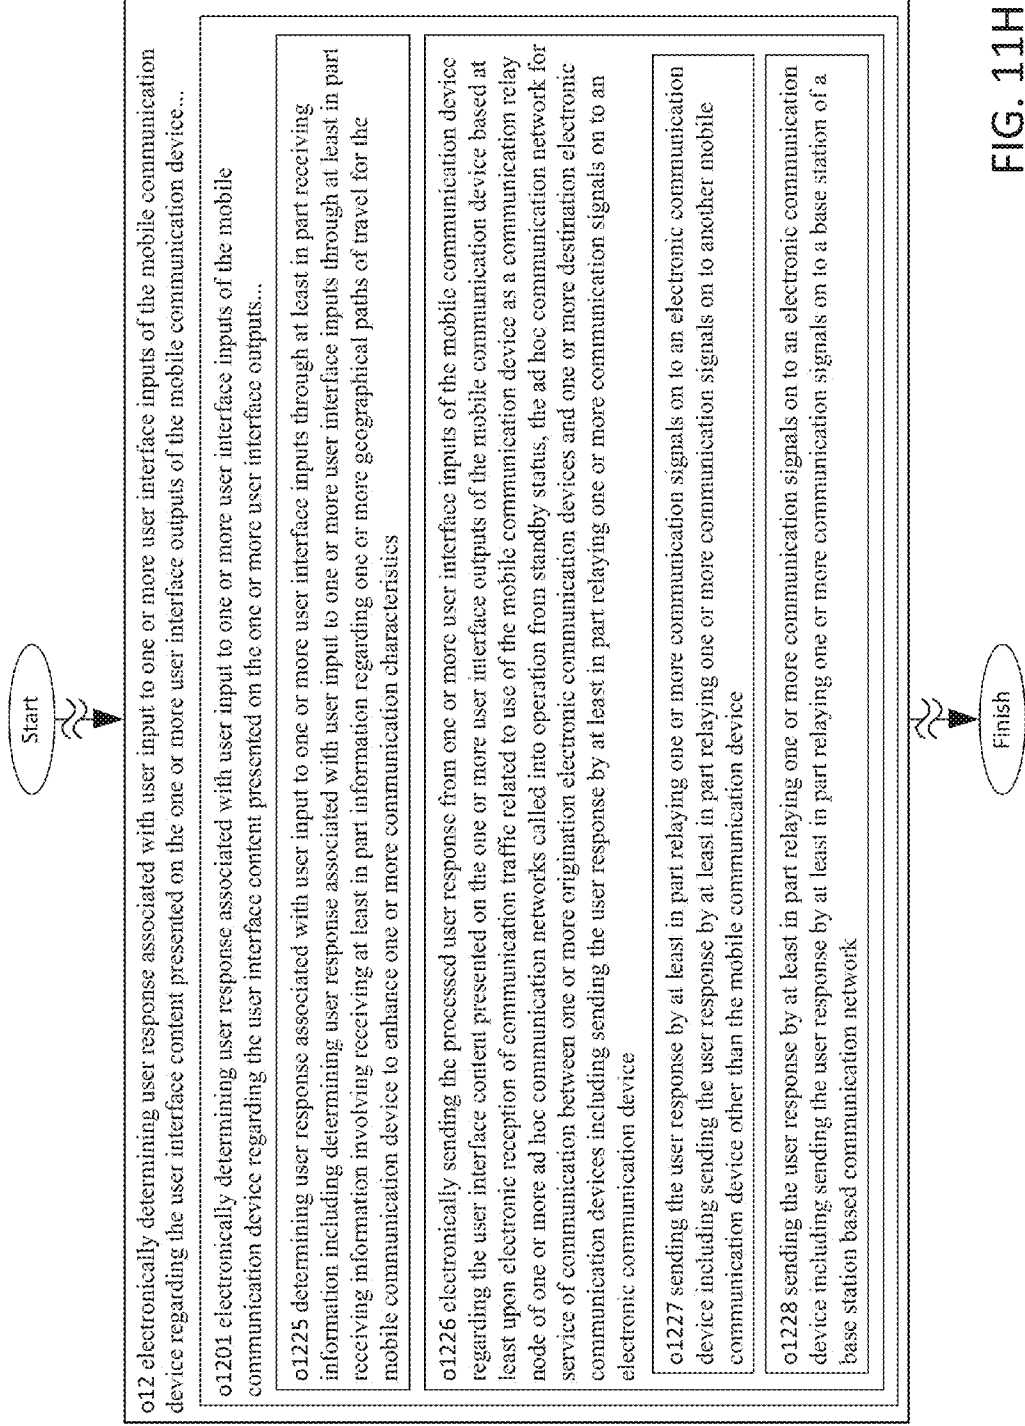 Start
o12 electronically determining user response associated with user input to one or more user interface inputs of the mobile communication
device regarding the user interface content presented on the one or more user interface outputs of the mobile communication device...
o1201 electronically determining user response associated with user input to one or more user interface inputs of the mobile
communication device regarding the user interface content presented on the one or more user interface outputs...
o1225 determining user response associated with user input to one or more user interface inputs through at least in part receiving
information including determining user response associated with user input to one or more user interface inputs through at least in part
receiving information involving receiving at least in part information regarding one or more geographical paths of travel for the
mobile communication device to enhance one or more communication characteristics
o1226 electronically sending the processed user response from one or more user interface inputs of the mobile communication device
regarding the user interface content presented on the one or more user interface outputs of the mobile communication device based at
least upon electronic reception of communication traffic related to use of the mobile communication device as a communication relay
node of one or more ad hoc communication networks called into operation from standby status, the ad hoc communication network for
service of communication between one or more origination electronic communication devices and one or more destination electronic
communication devices including sending the user response by at least in part relaying one or more communication signals on to an
electronic communication device
o1227 sending the user response by at least in part relaying one or more communication signals on to an electronic communication
device including sending the user response by at least in part relaying one or more communication signals on to another mobile
communication device other than the mobile communication device
o1228 sending the user response by at least in part relaying one or more communication signals on to an electronic communication
device including sending the user response by at least in part relaying one or more communication signals on to a base station of a
base station based communication network
Finish
FIG. 11H